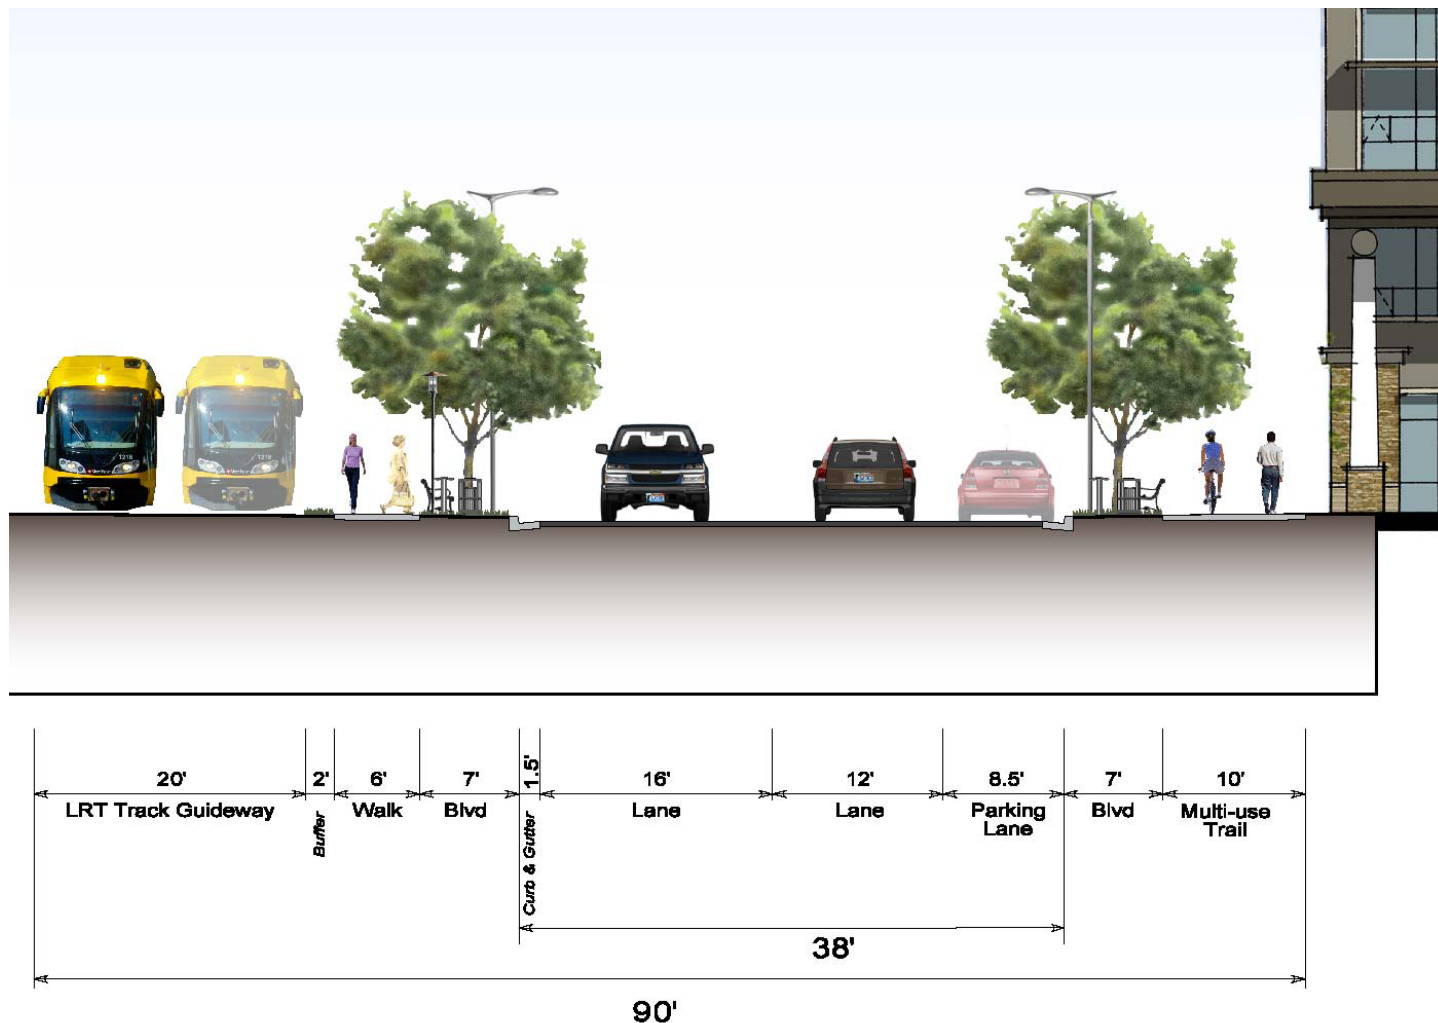 20' 2' 6' 7' 1.5' 16' 12' 8.5' 7' 10'
LRT Track Guideway
Buffer
Walk
Blvd
Curb & Gutter
Lane
Lane
Parking
Lane
Blvd
Multi-use
Trail
38'
90'